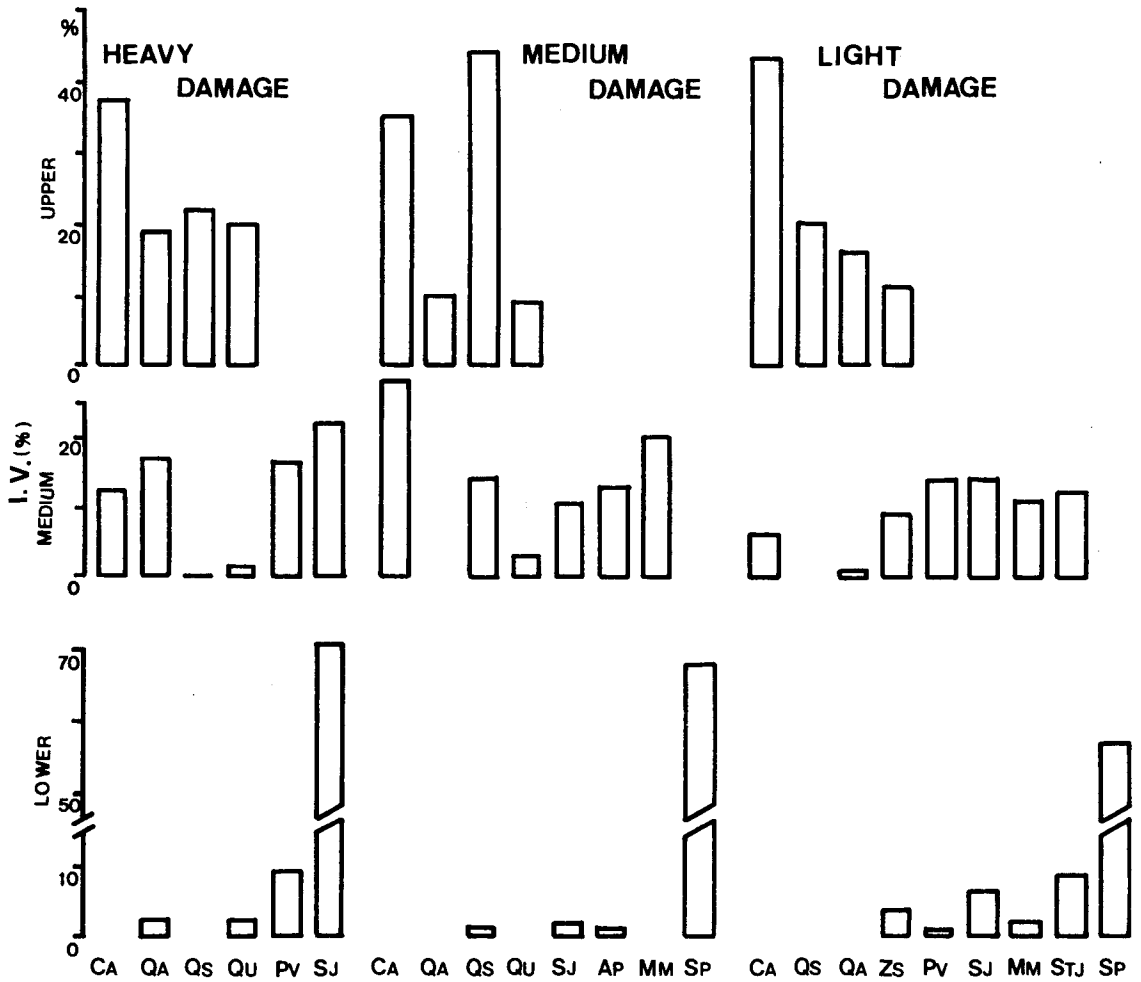 %
HEAVY
DAMAGE
MEDIUM
DAMAGE
LIGHT
DAMAGE
40
20
0
UPPER
20
0
I. V. (%)
MEDIUM
70
50
10
0
LOWER
CA QA QS QU PV SJ CA QA QS QU SJ AP MM SP CA QS QA ZS PV SJ MM STJ SP